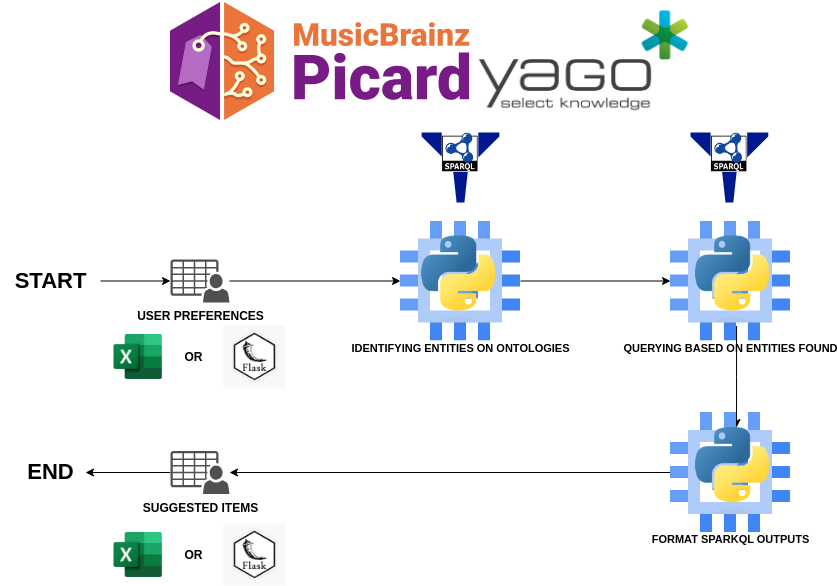 MusicBrainz
Picard
yago
select knowledge
SPARQL
SPARQL
START
USER PREFERENCES
IDENTIFYING ENTITIES ON ONTOLOGIES
QUERYING BASED ON ENTITIES FOUND
X
OR
Flask
END
SUGGESTED ITEMS
FORMAT SPARKQL OUTPUTS
X
OR
Flask